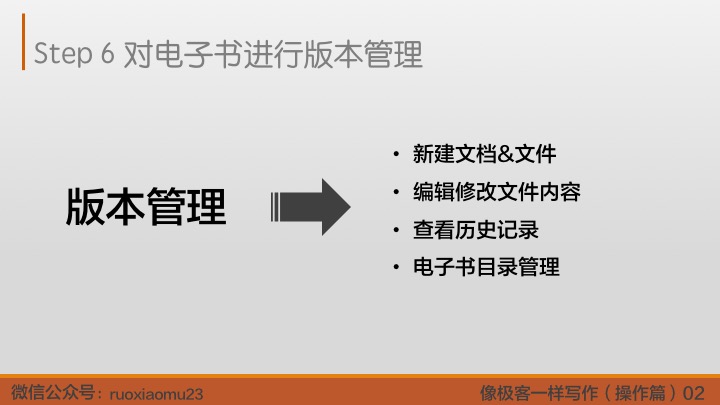 Step 6 对电子书进行版本管理
版本管理
• 新建文档&文件
• 编辑修改文件内容
• 查看历史记录
• 电子书目录管理
微信公众号：ruoxiaomu23
像极客一样写作（操作篇）02